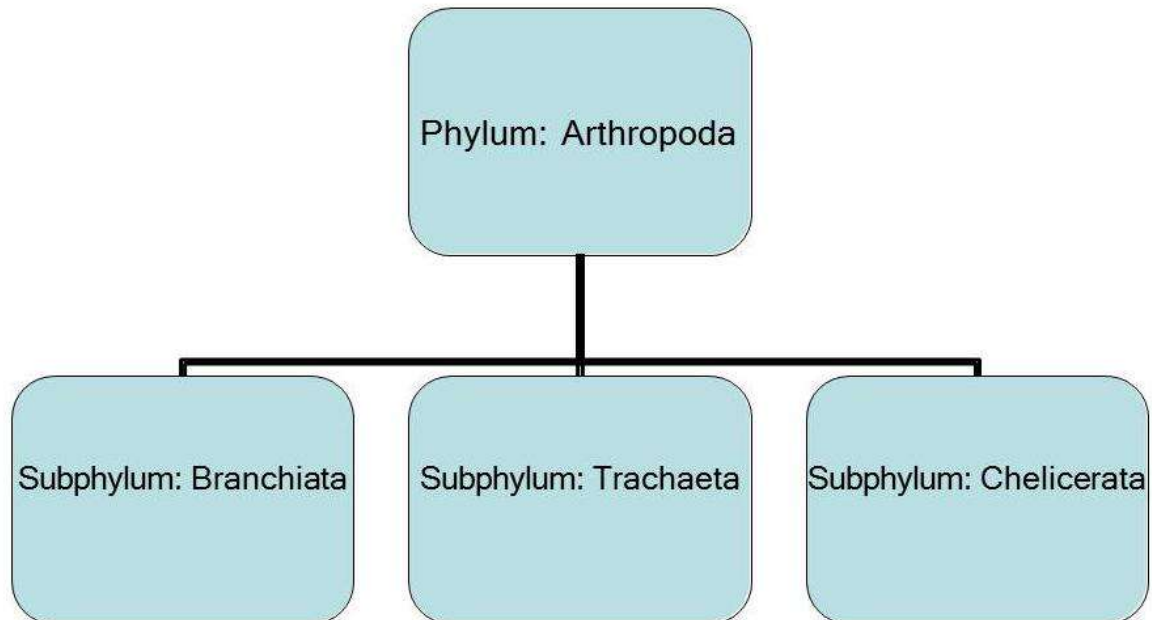 Phylum: Arthropoda
Subphylum: Branchiata
Subphylum: Trachaeta
Subphylum: Chelicerata